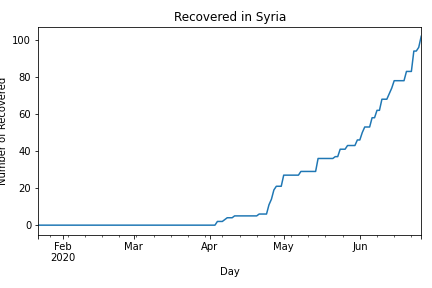 Recovered in Syria
Number of Recovered
100
80
60
40
20
0
Feb
2020
Mar
Apr
May
Jun
Day